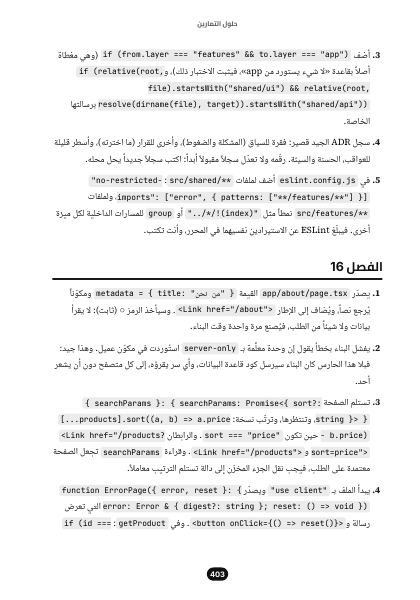 حلول التمارين
3. أضف if (from.layer === "features" && to.layer === "app") (وهي مغطاة
أصلاً بقاعدة «لا شيء يستورد من app»، فيثبت الاختبار ذلك)، و if (relative(root,
file).startsWith("shared/ui") && relative(root,
resolve(dirname(file), target)).startsWith("shared/api")) برسالتها
الخاصة.
4. سجل ADR الجيد قصير: فقرة للسياق (المشكلة والضغوط)، وأخرى للقرار (ما اخترته)، وأسطر قليلة
للعواقب، الحسنة والسيئة. رقّمه ولا تعدّل سجلاً مقبولاً أبداً: اكتب سجلاً جديداً يحل محله.
5. في eslint.config.js أضف لملفات src/shared/** : "no-restricted-
imports": ["error", { patterns: ["**/features/**"] }]، ولملفات
src/features/** نمطاً مثل "../*/!(index)" أو group للمسارات الداخلية لكل ميزة
أخرى. فيبلّغ ESLint عن الاستيرادين نفسيهما في المحرر، وأنت تكتب.
الفصل 16
1. يصدّر app/about/page.tsx القيمة metadata = { title: "من نحن" } ومكوّناً
يُرجع نصاً، ويُضاف إلى الإطار <Link href="/about">. وسيأخذ الرمز ○ (ثابت): لا يقرأ
بيانات ولا شيئاً من الطلب، فيُصنع مرة واحدة وقت البناء.
2. يفشل البناء بخطأ يقول إن وحدة معلَّمة بـ server-only استُوردت في مكوّن عميل. وهذا جيد:
فبلا هذا الحارس كان البناء سيرسل كود قاعدة البيانات، وأي سر يقرؤه، إلى كل متصفح دون أن يشعر
أحد.
3. تستلم الصفحة { searchParams }: { searchParams: Promise<{ sort?:
string }> }، وتنتظرها، وترتّب نسخة: [...products].sort((a, b) => a.price
- b.price) حين تكون sort === "price". والرابطان <Link href="/products?
sort=price"> و <Link href="/products">. وقراءة searchParams تجعل الصفحة
معتمدة على الطلب، فيجب نقل الجزء المخزّن إلى دالة تستلم الترتيب معاملاً.
4. يبدأ الملف بـ "use client" ويصدّر function ErrorPage({ error, reset }: {
error: Error & { digest?: string }; reset: () => void }) التي تعرض
رسالة و <button onClick={() => reset()}>. وفي getProduct: if (id ===
403